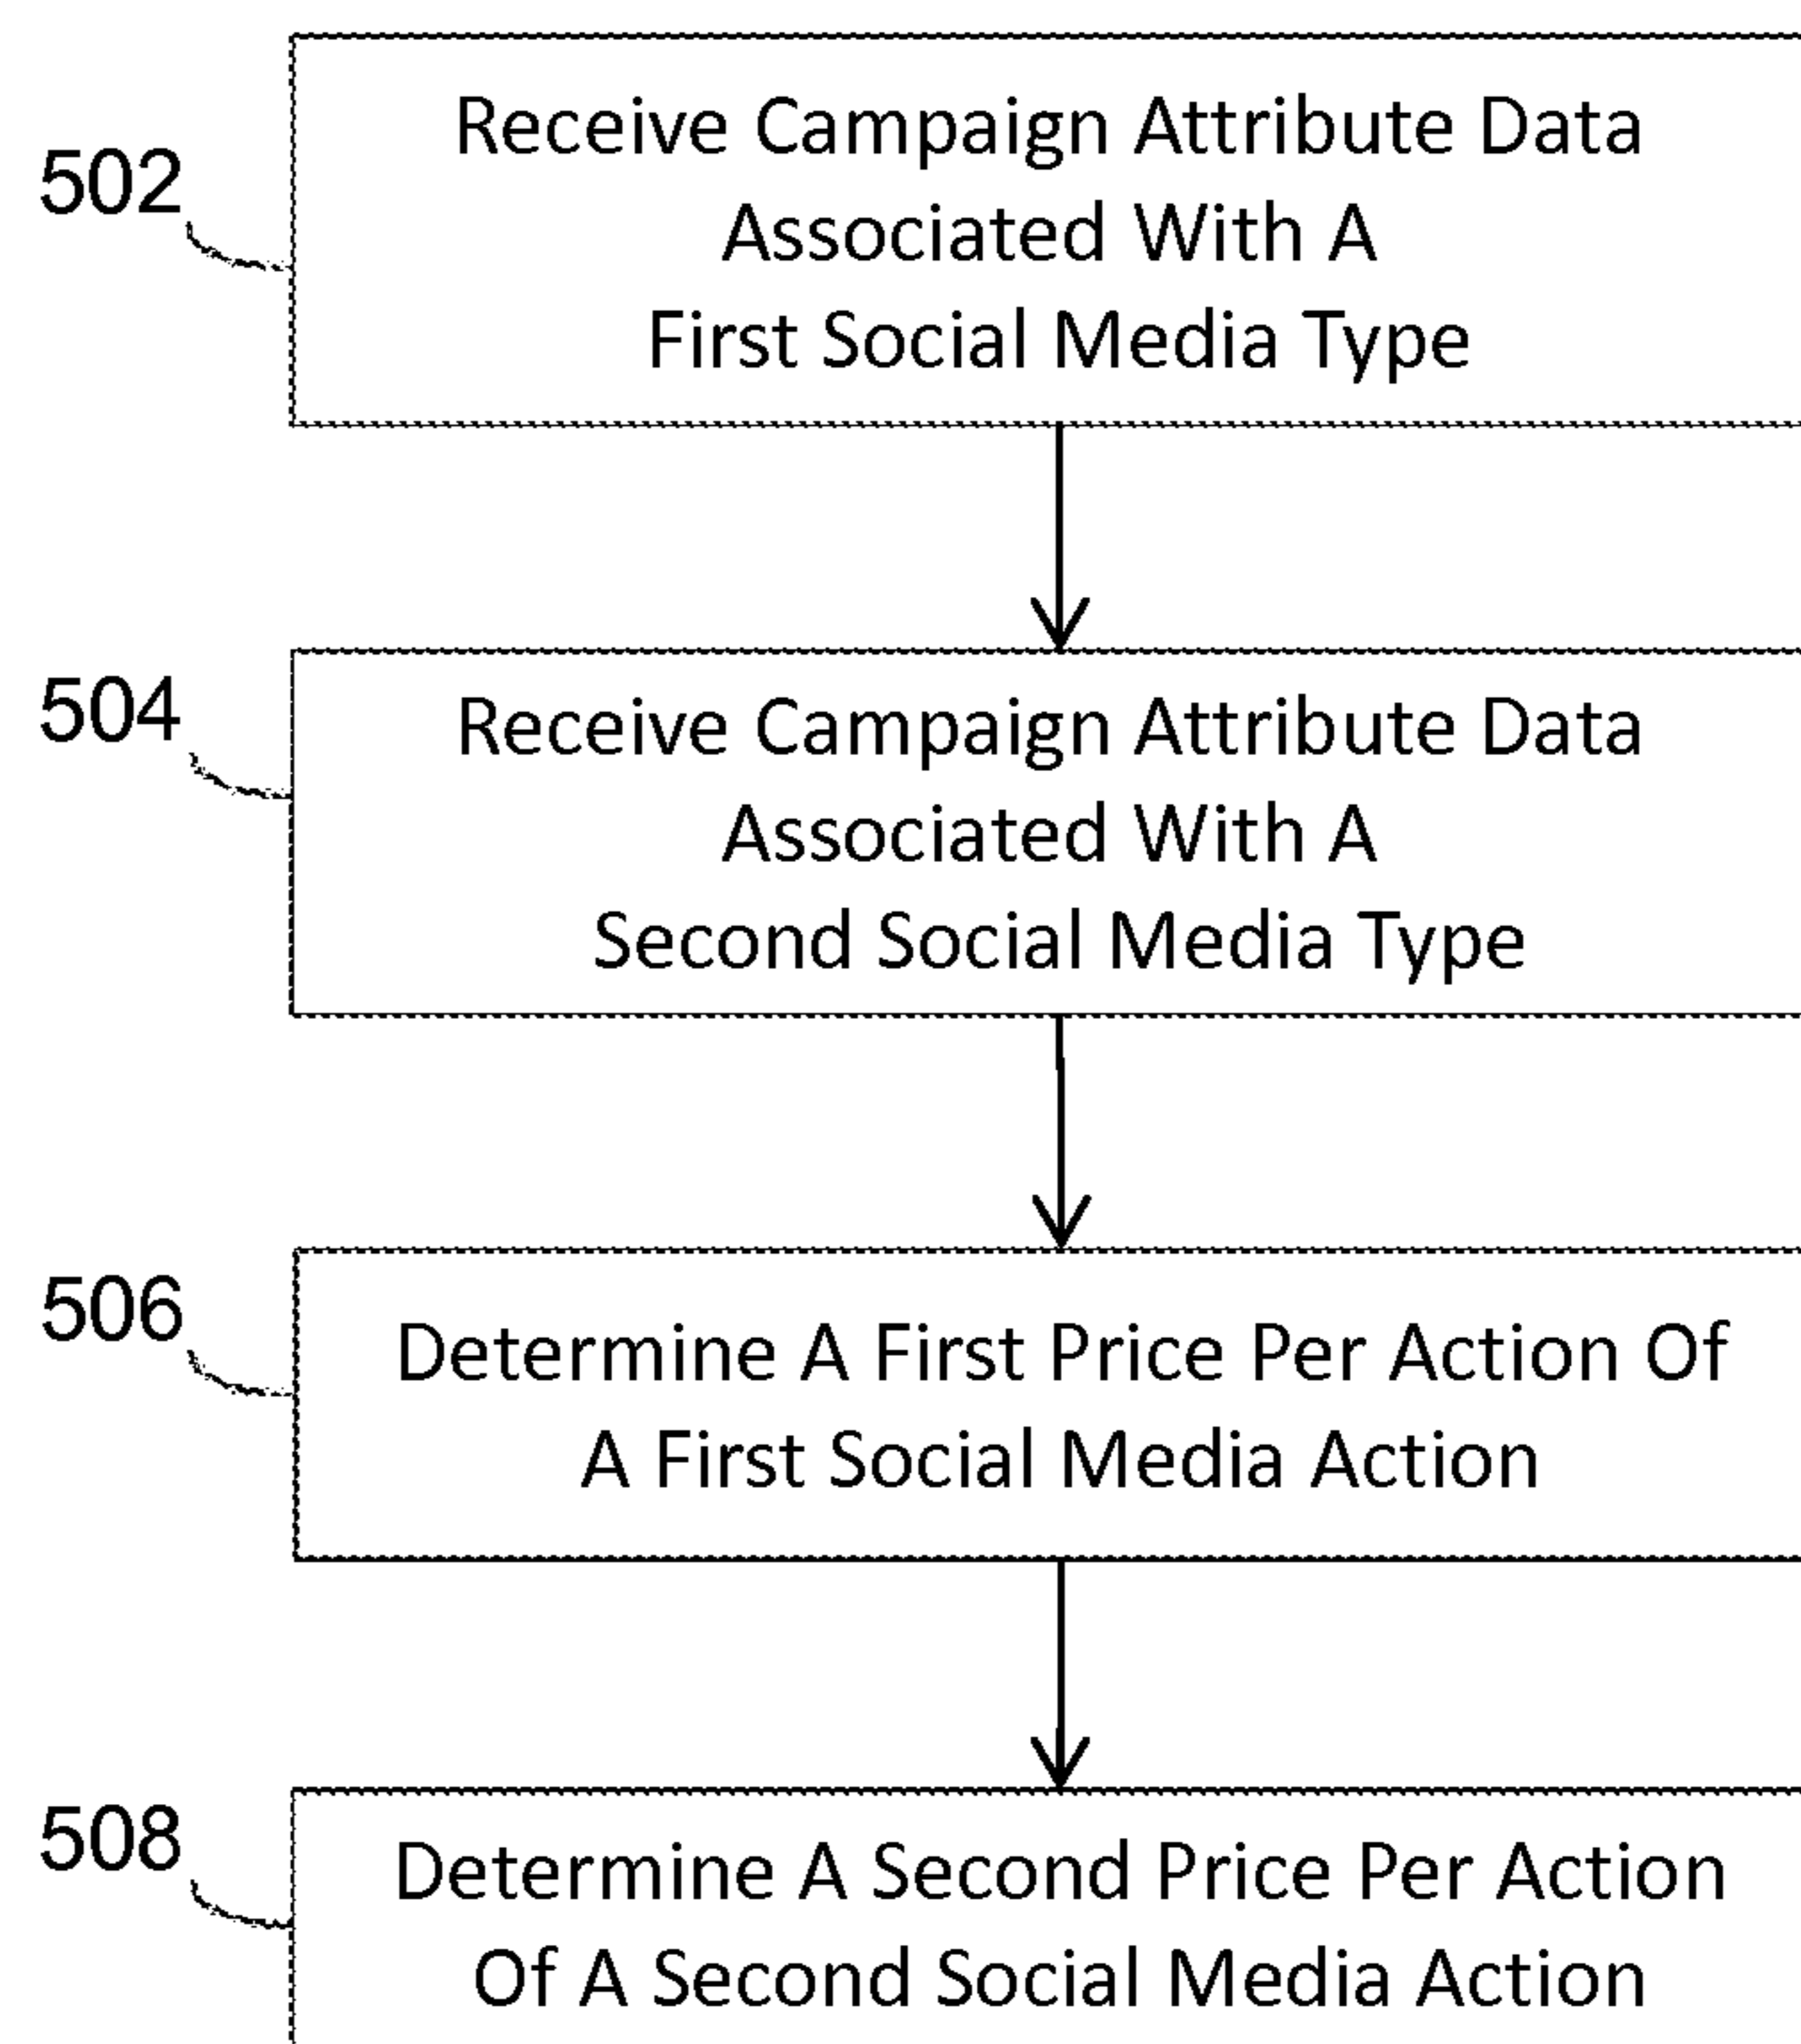 502
Receive Campaign Attribute Data
Associated With A
First Social Media Type
504
Receive Campaign Attribute Data
Associated With A
Second Social Media Type
506
Determine A First Price Per Action Of
A First Social Media Action
508
Determine A Second Price Per Action
Of A Second Social Media Action